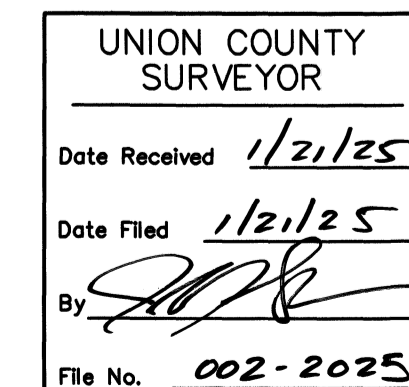 UNION COUNTY
SURVEYOR
Date Received 1/21/25
Date Filed 1/21/25
By
File No. 002-2025